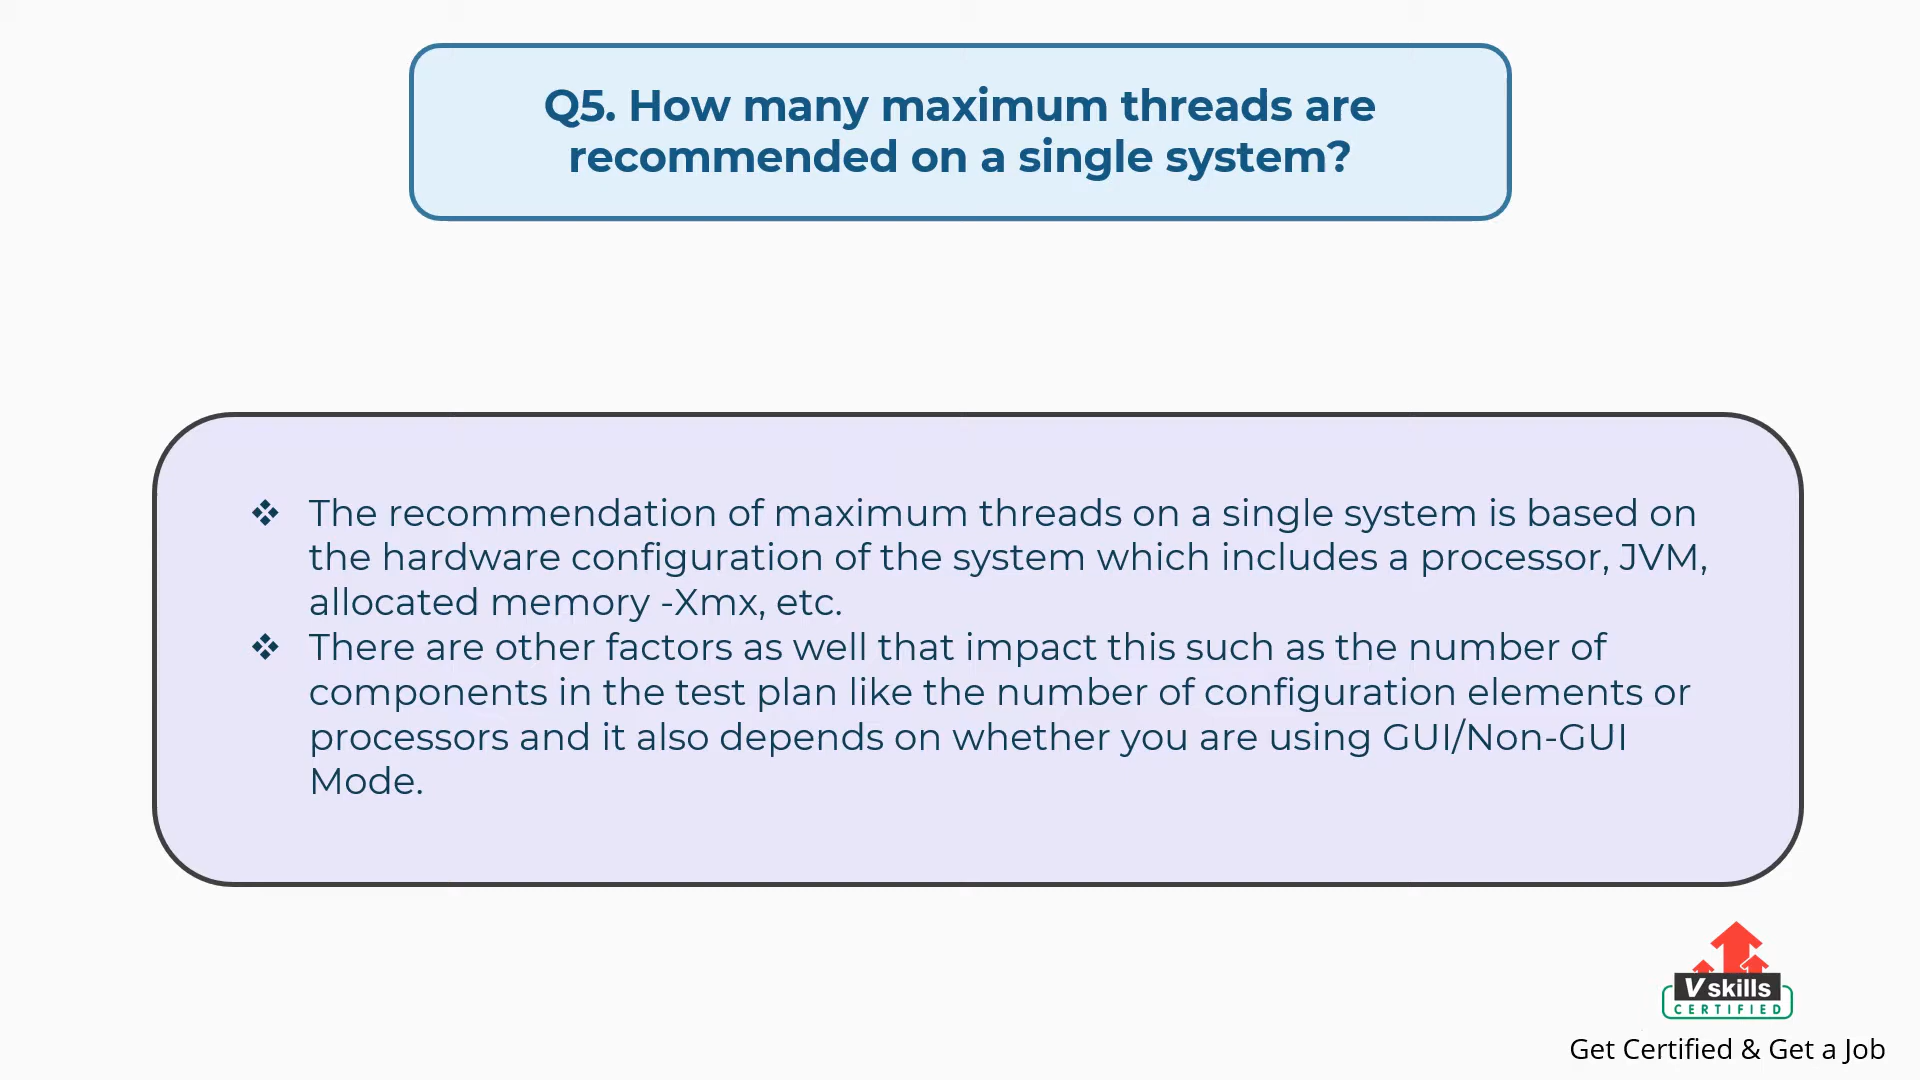 Q5. How many maximum threads are
recommended on a single system?
❖ The recommendation of maximum threads on a single system is based on
the hardware configuration of the system which includes a processor, JVM,
allocated memory -Xmx, etc.
❖ There are other factors as well that impact this such as the number of
components in the test plan like the number of configuration elements or
processors and it also depends on whether you are using GUI/Non-GUI
Mode.
Vskills
CERTIFIED
Get Certified & Get a Job